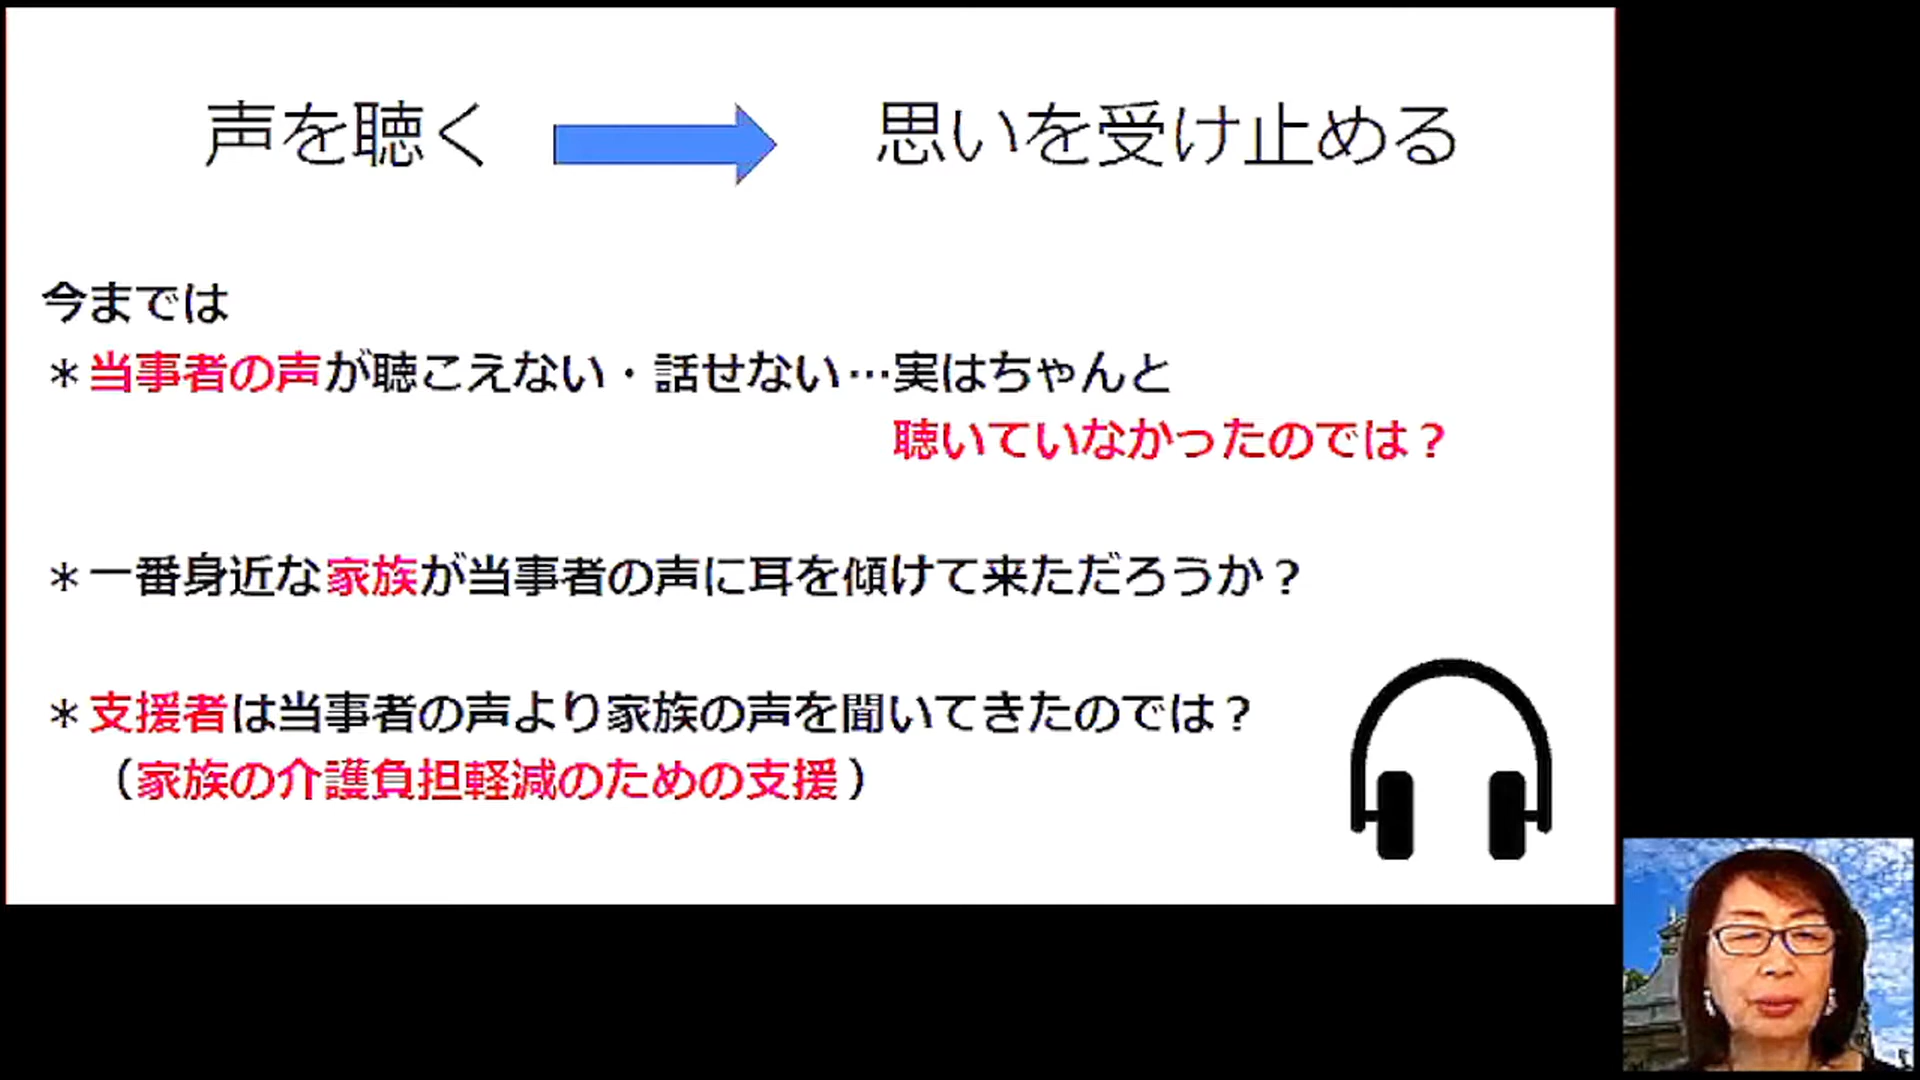 声を聴く 思いを受け止める
今までは
＊当事者の声が聴こえない・話せない…実はちゃんと
聴いていなかったのでは？
＊一番身近な家族が当事者の声に耳を傾けて来ただろうか？
＊支援者は当事者の声より家族の声を聞いてきたのでは？
（家族の介護負担軽減のための支援）